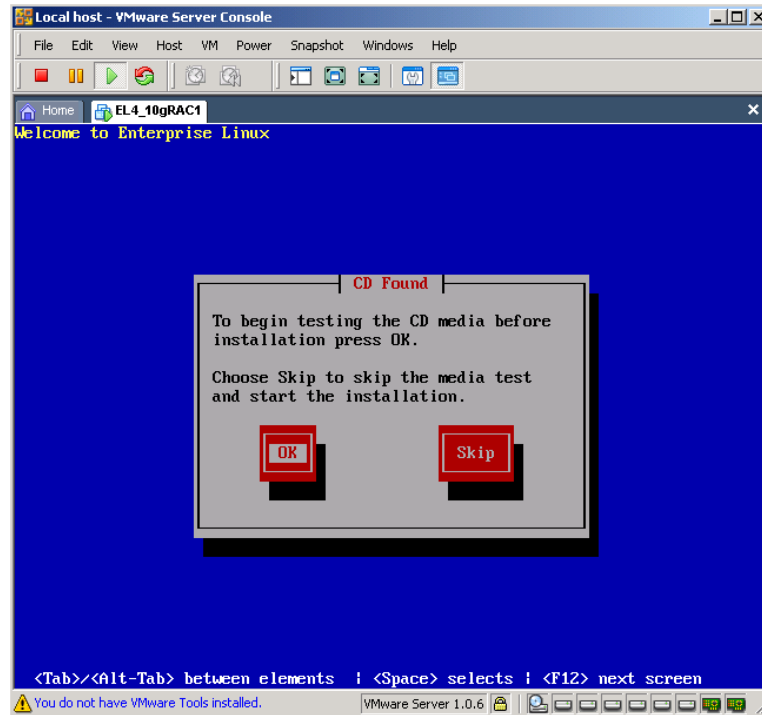 Local host - VMware Server Console
File Edit View Host VM Power Snapshot Windows Help
Home EL4_10gRAC1
Welcome to Enterprise Linux
CD Found
To begin testing the CD media before
installation press OK.
Choose Skip to skip the media test
and start the installation.
OK Skip
<Tab>/<Alt-Tab> between elements | <Space> selects | <F12> next screen
You do not have VMware Tools installed. VMware Server 1.0.6